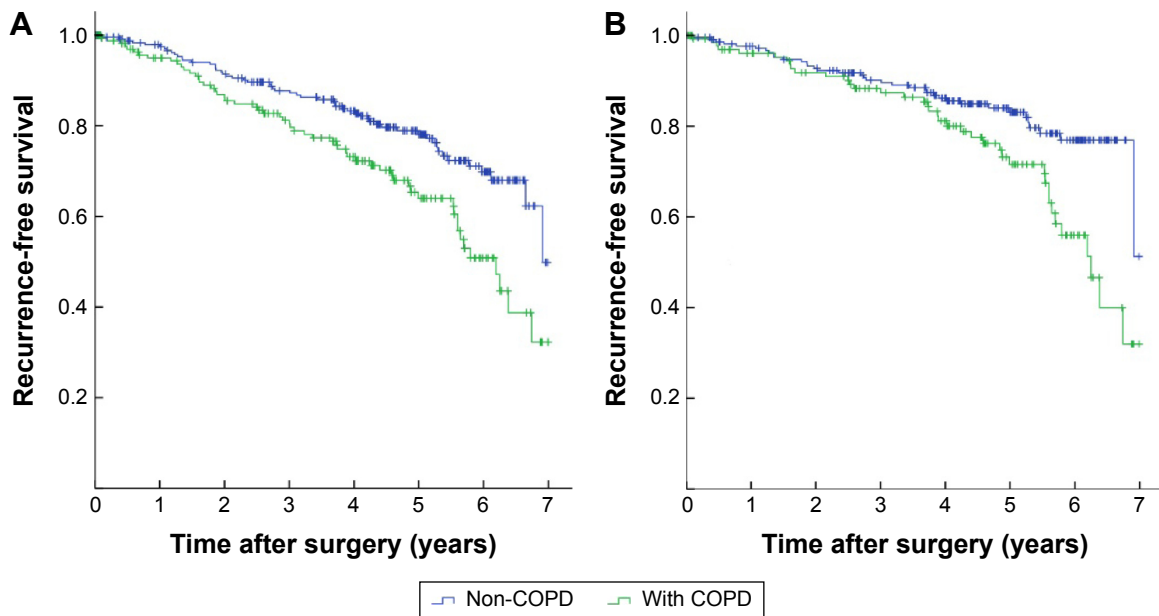 A
Recurrence-free survival
1.0
0.8
0.6
0.4
0.2
0 1 2 3 4 5 6 7
Time after surgery (years)
B
Recurrence-free survival
1.0
0.8
0.6
0.4
0.2
0 1 2 3 4 5 6 7
Time after surgery (years)
Non-COPD With COPD